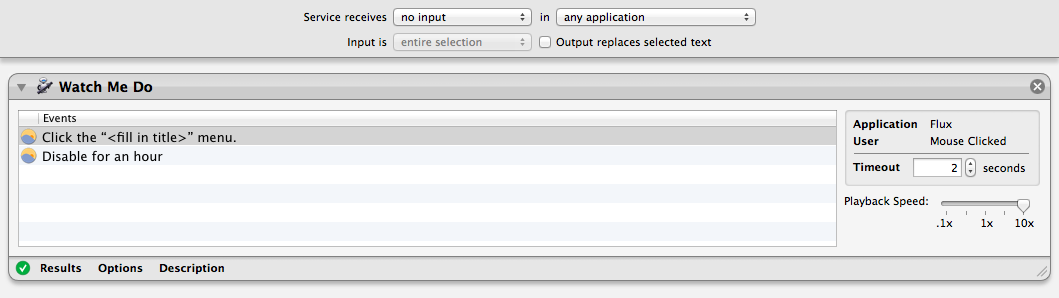 Service receives no input in any application
Input is entire selection Output replaces selected text
Watch Me Do
Events
Click the “<fill in title>” menu.
Disable for an hour
Application Flux
User Mouse Clicked
Timeout 2 seconds
Playback Speed:
.1x 1x 10x
Results Options Description